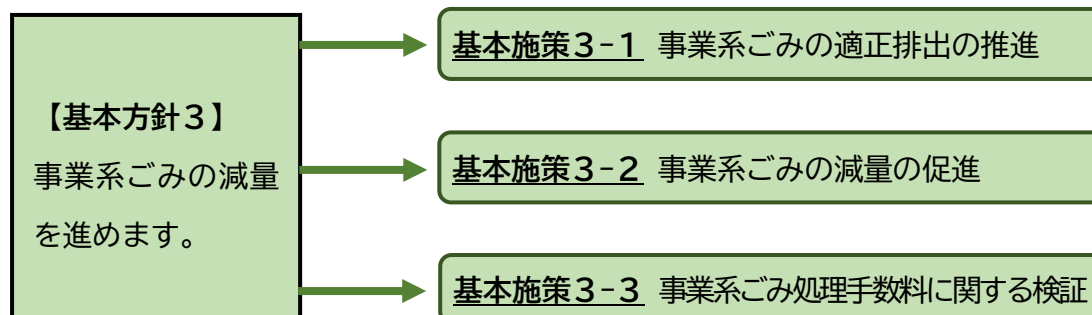 【基本方針３】
事業系ごみの減量
を進めます。
基本施策３-１ 事業系ごみの適正排出の推進
基本施策３-２ 事業系ごみの減量の促進
基本施策３-３ 事業系ごみ処理手数料に関する検証